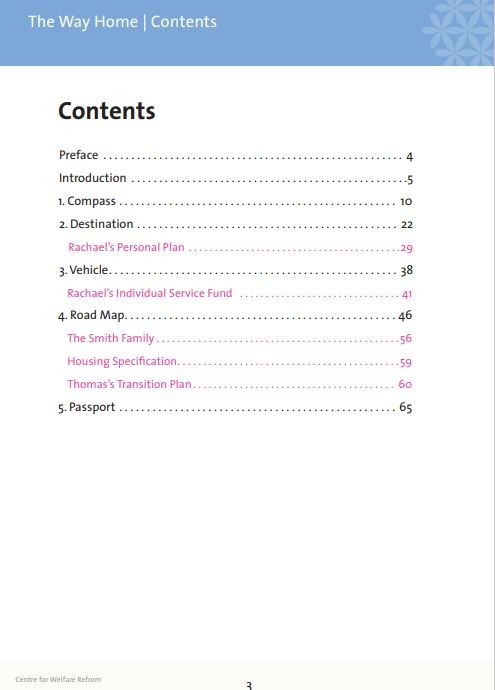 The Way Home | Contents
Contents
Preface ........................................................ 4
Introduction ...................................................5
1. Compass ..................................................... 10
2. Destination .................................................. 22
Rachael's Personal Plan ........................................29
3. Vehicle...................................................... 38
Rachael's Individual Service Fund .............................. 41
4. Road Map.................................................... 46
The Smith Family ...............................................56
Housing Specification...........................................59
Thomas's Transition Plan....................................... 60
5. Passport ..................................................... 65
Centre for Welfare Reform
3